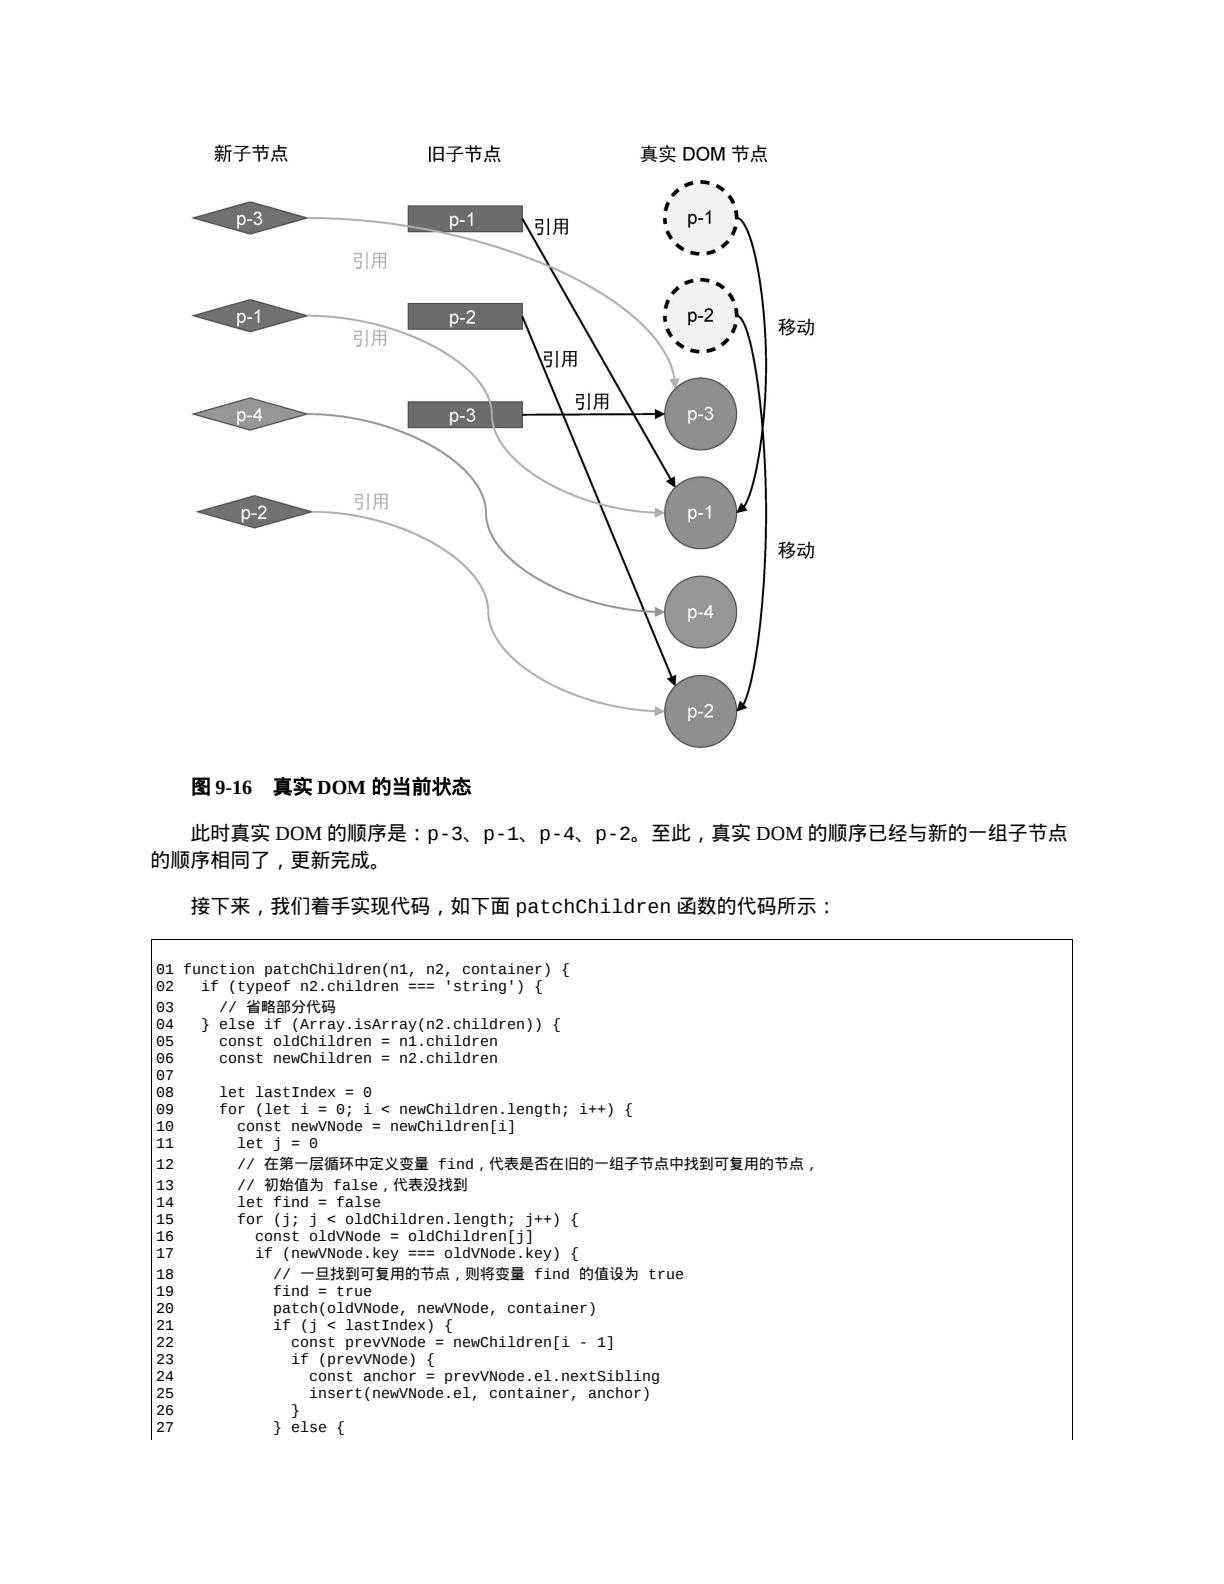 新子节点 旧子节点 真实 DOM 节点
p-3 p-1 引用 p-1
引用
p-1 p-2 p-2 移动
引用 引用
p-4 p-3 引用 p-3
p-2 引用 p-1
移动
p-4
p-2
图 9-16 真实 DOM 的当前状态
此时真实 DOM 的顺序是：p-3、p-1、p-4、p-2。至此，真实 DOM 的顺序已经与新的一组子节点
的顺序相同了，更新完成。
接下来，我们着手实现代码，如下面 patchChildren 函数的代码所示：
01 function patchChildren(n1, n2, container) {
02   if (typeof n2.children === 'string') {
03     // 省略部分代码
04   } else if (Array.isArray(n2.children)) {
05     const oldChildren = n1.children
06     const newChildren = n2.children
07
08     let lastIndex = 0
09     for (let i = 0; i < newChildren.length; i++) {
10       const newVNode = newChildren[i]
11       let j = 0
12       // 在第一层循环中定义变量 find，代表是否在旧的一组子节点中找到可复用的节点，
13       // 初始值为 false，代表没找到
14       let find = false
15       for (j; j < oldChildren.length; j++) {
16         const oldVNode = oldChildren[j]
17         if (newVNode.key === oldVNode.key) {
18           // 一旦找到可复用的节点，则将变量 find 的值设为 true
19           find = true
20           patch(oldVNode, newVNode, container)
21           if (j < lastIndex) {
22             const prevVNode = newChildren[i - 1]
23             if (prevVNode) {
24               const anchor = prevVNode.el.nextSibling
25               insert(newVNode.el, container, anchor)
26             }
27           } else {